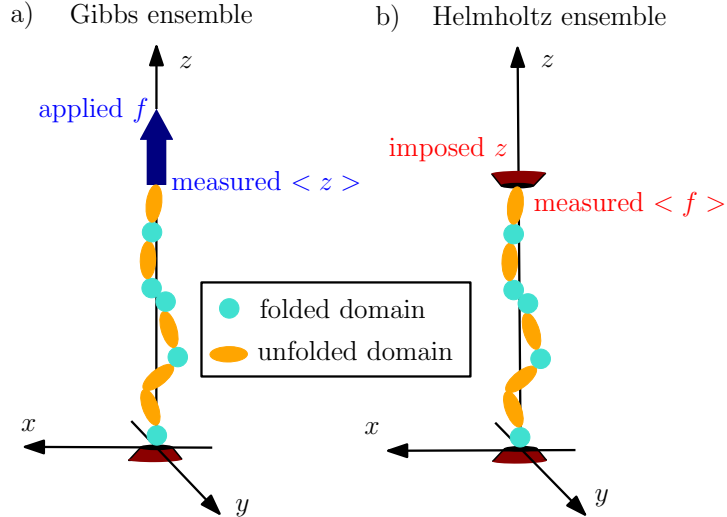 a) Gibbs ensemble
z
applied f
measured < z >
x
y
b) Helmholtz ensemble
z
imposed z
measured < f >
x
y
folded domain
unfolded domain